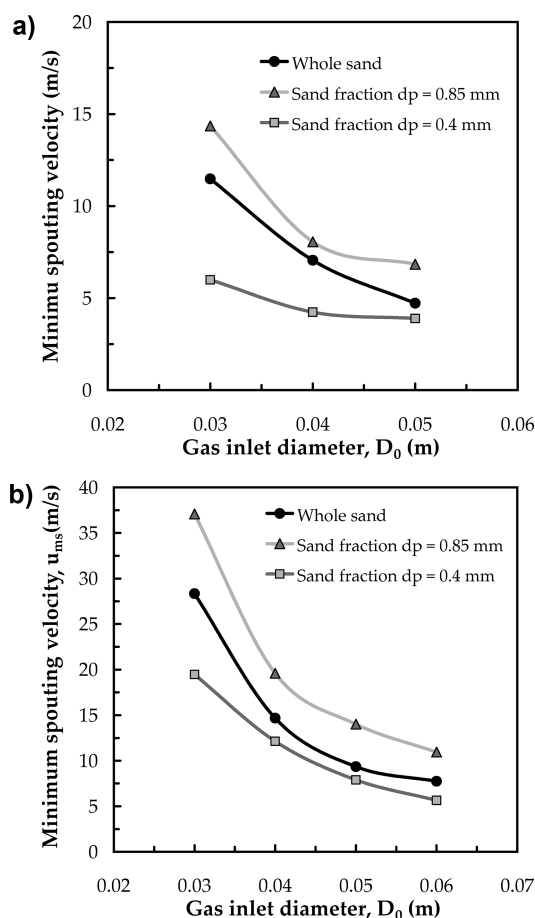 a)
20
15
10
5
0
Minimu spouting velocity (m/s)
Whole sand
Sand fraction dp = 0.85 mm
Sand fraction dp = 0.4 mm
0.02 0.03 0.04 0.05 0.06
Gas inlet diameter, D₀ (m)
b)
40
35
30
25
20
15
10
5
0
Minimum spouting velocity, uₘₛ(m/s)
Whole sand
Sand fraction dp = 0.85 mm
Sand fraction dp = 0.4 mm
0.02 0.03 0.04 0.05 0.06 0.07
Gas inlet diameter, D₀ (m)